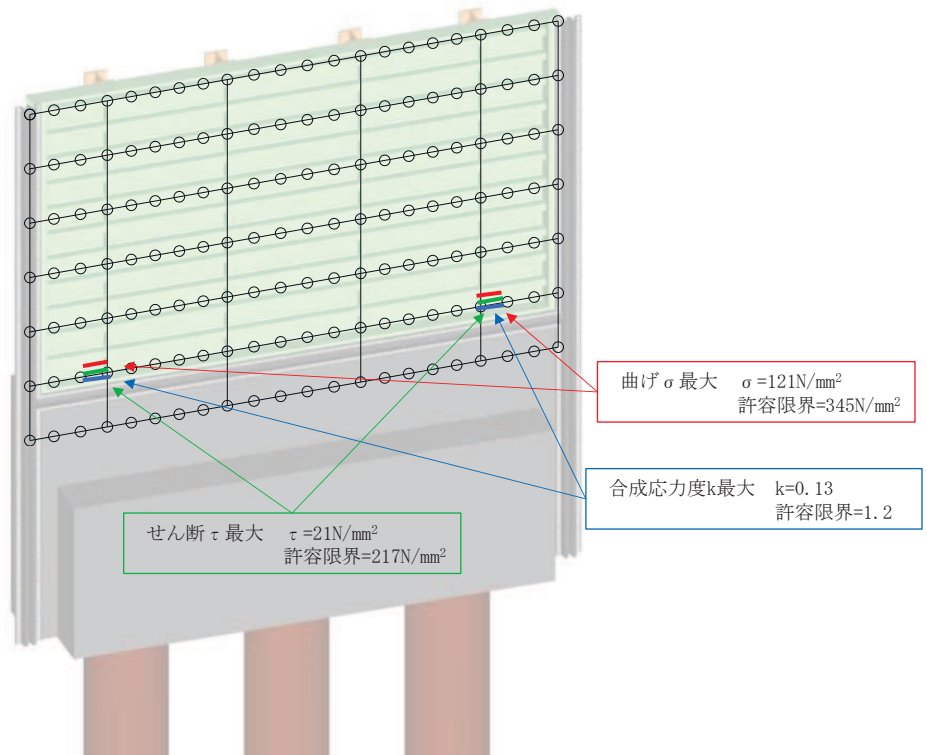 曲げσ最大 σ=121N/mm²
許容限界=345N/mm²
合成応力度k最大 k=0.13
許容限界=1.2
せん断τ最大 τ=21N/mm²
許容限界=217N/mm²